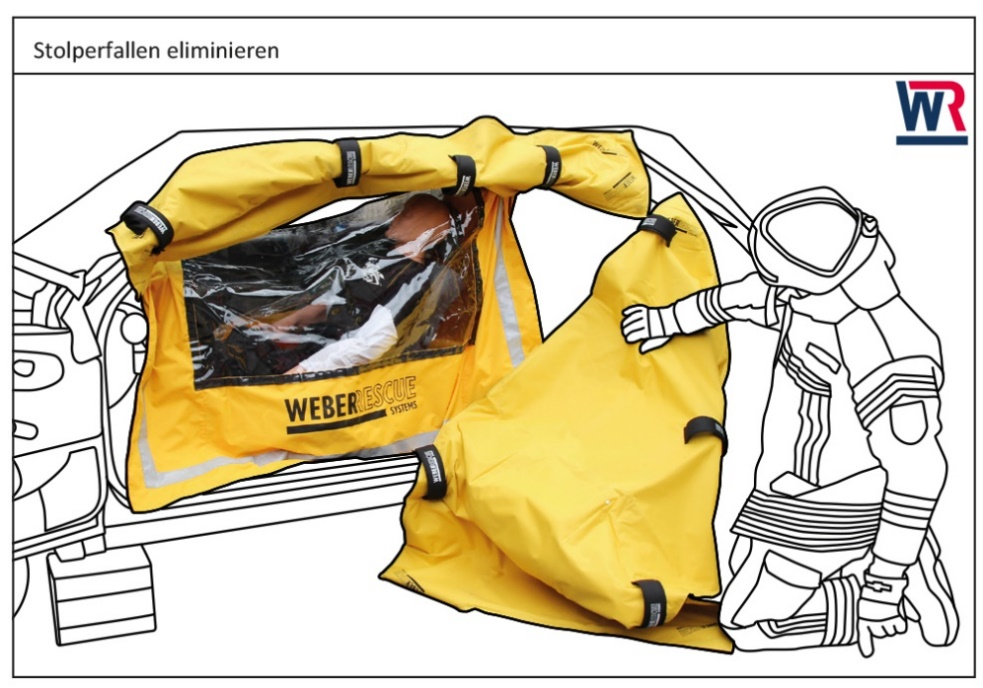 Stolperfallen eliminieren
WR
WEBERRESCUE
SYSTEMS